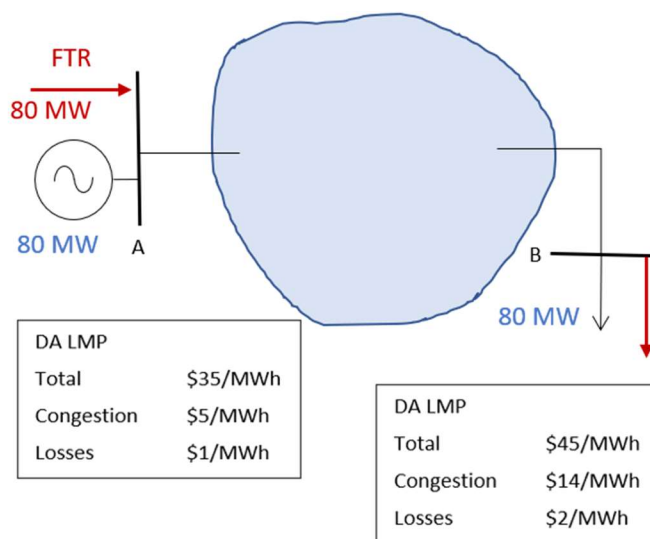 FTR
80 MW
80 MW
A
B
80 MW
DA LMP
Total $35/MWh
Congestion $5/MWh
Losses $1/MWh
DA LMP
Total $45/MWh
Congestion $14/MWh
Losses $2/MWh